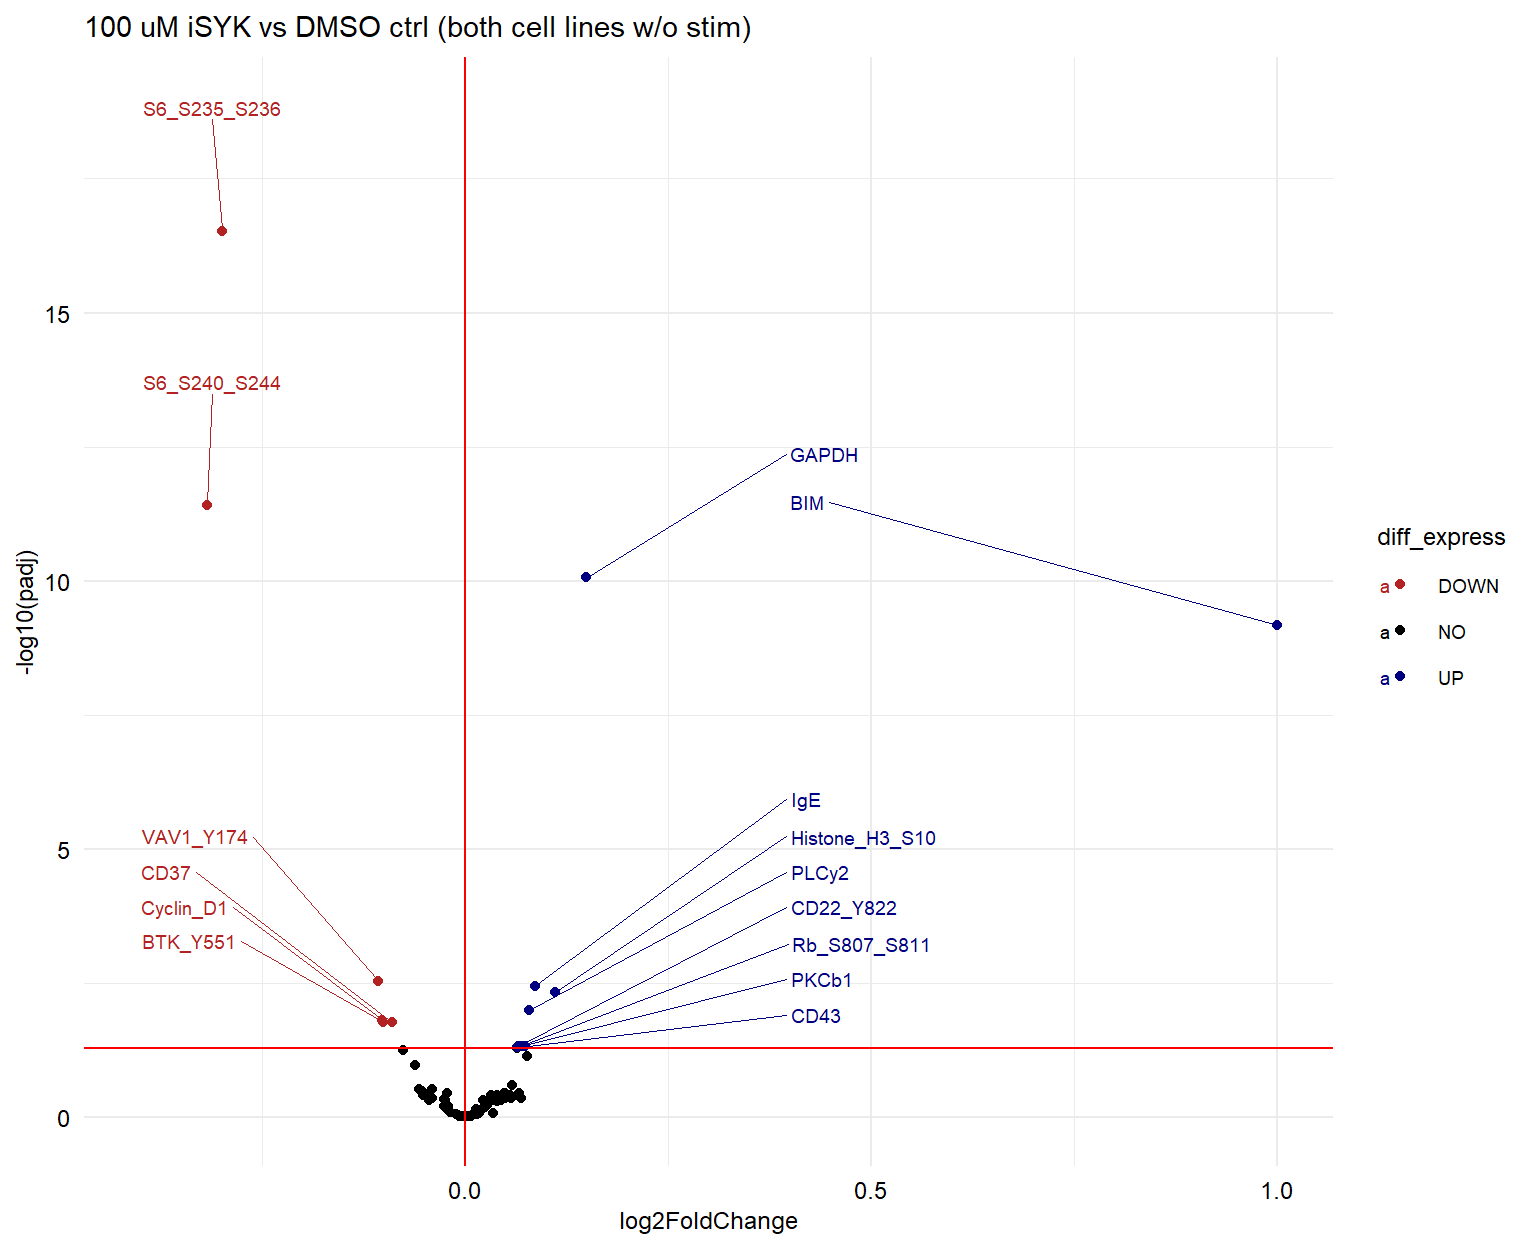 100 uM iSYK vs DMSO ctrl (both cell lines w/o stim)
S6_S235_S236
15
S6_S240_S244
GAPDH
BIM
diff_express
-log10(padj)
10
a DOWN
a NO
a UP
IgE
VAV1_Y174
Histone_H3_S10
5
CD37
PLCy2
Cyclin_D1
CD22_Y822
BTK_Y551
Rb_S807_S811
PKCb1
CD43
0
0.0
0.5
1.0
log2FoldChange